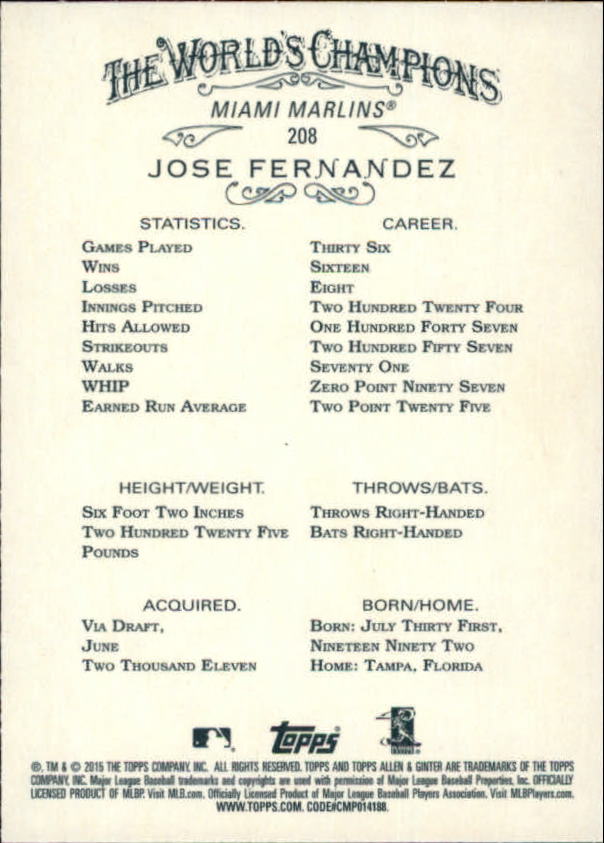 THE WORLD'S CHAMPIONS
MIAMI MARLINS®
208
JOSE FERNANDEZ
STATISTICS. CAREER.
GAMES PLAYED THIRTY SIX
WINS SIXTEEN
LOSSES EIGHT
INNINGS PITCHED TWO HUNDRED TWENTY FOUR
HITS ALLOWED ONE HUNDRED FORTY SEVEN
STRIKEOUTS TWO HUNDRED FIFTY SEVEN
WALKS SEVENTY ONE
WHIP ZERO POINT NINETY SEVEN
EARNED RUN AVERAGE TWO POINT TWENTY FIVE
HEIGHT/WEIGHT. THROWS/BATS.
SIX FOOT TWO INCHES THROWS RIGHT-HANDED
TWO HUNDRED TWENTY FIVE BATS RIGHT-HANDED
POUNDS
ACQUIRED. BORN/HOME.
VIA DRAFT, BORN: JULY THIRTY FIRST,
JUNE NINETEEN NINETY TWO
TWO THOUSAND ELEVEN HOME: TAMPA, FLORIDA
Topps
®, TM & © 2015 THE TOPPS COMPANY, INC. ALL RIGHTS RESERVED. TOPPS AND TOPPS ALLEN & GINTER ARE TRADEMARKS OF THE TOPPS
COMPANY, INC. Major League Baseball trademarks and copyrights are used with permission of Major League Baseball Properties, Inc. OFFICIALLY
LICENSED PRODUCT OF MLBP. Visit MLB.com. Officially Licensed Product of Major League Baseball Players Association. Visit MLBPlayers.com.
WWW.TOPPS.COM. CODE#CMP014188.